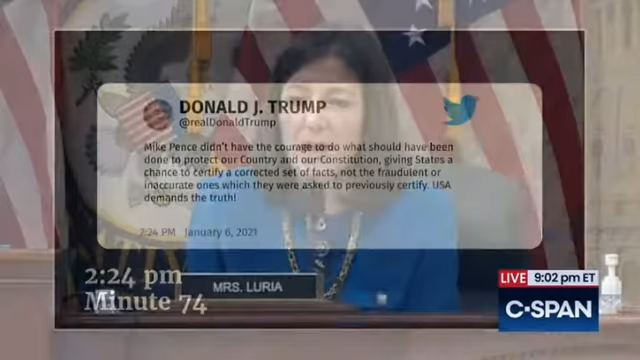 DONALD J. TRUMP
@realDonaldTrump
Mike Pence didn't have the courage to do what should have been
done to protect our Country and our Constitution, giving States a
chance to certify a corrected set of facts, not the fraudulent or
inaccurate ones which they were asked to previously certify. USA
demands the truth!
2:24 PM January 6, 2021
2:24 pm
Minute 74
MRS. LURIA
LIVE 9:02 pm ET
C-SPAN